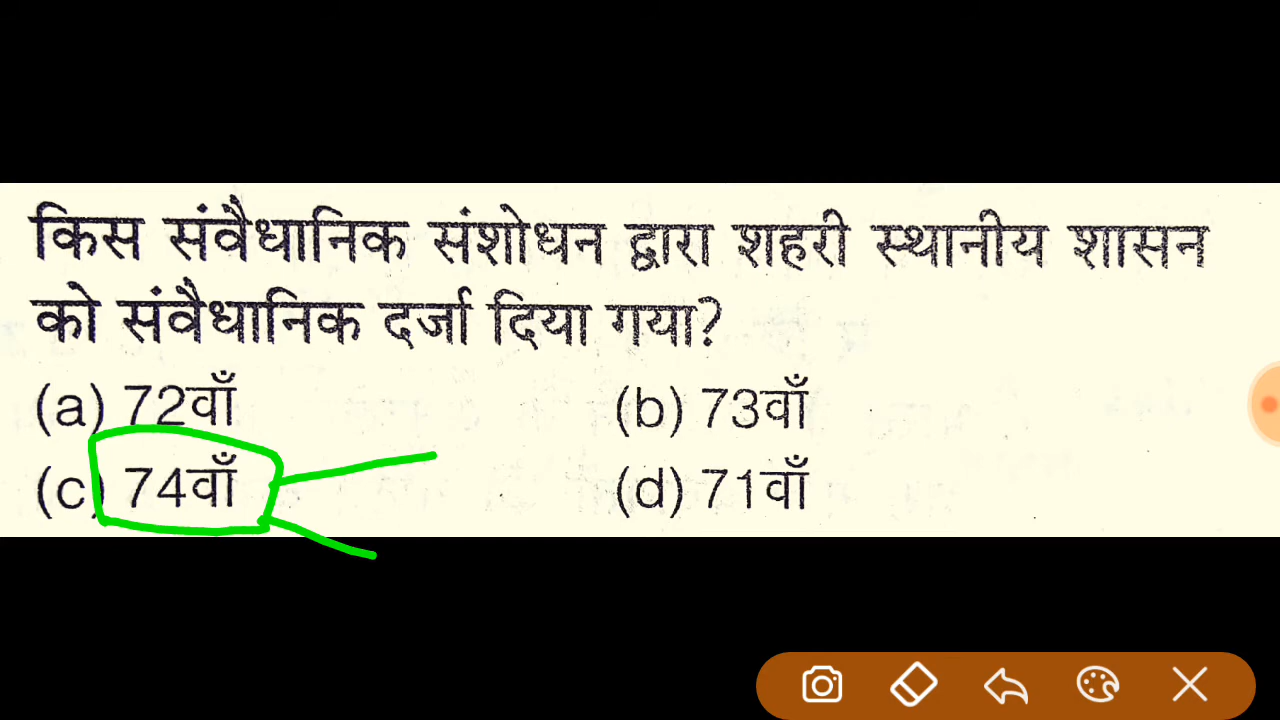 किस संवैधानिक संशोधन द्वारा शहरी स्थानीय शासन
को संवैधानिक दर्जा दिया गया?
(a) 72वाँ (b) 73वाँ
(c) 74वाँ (d) 71वाँ